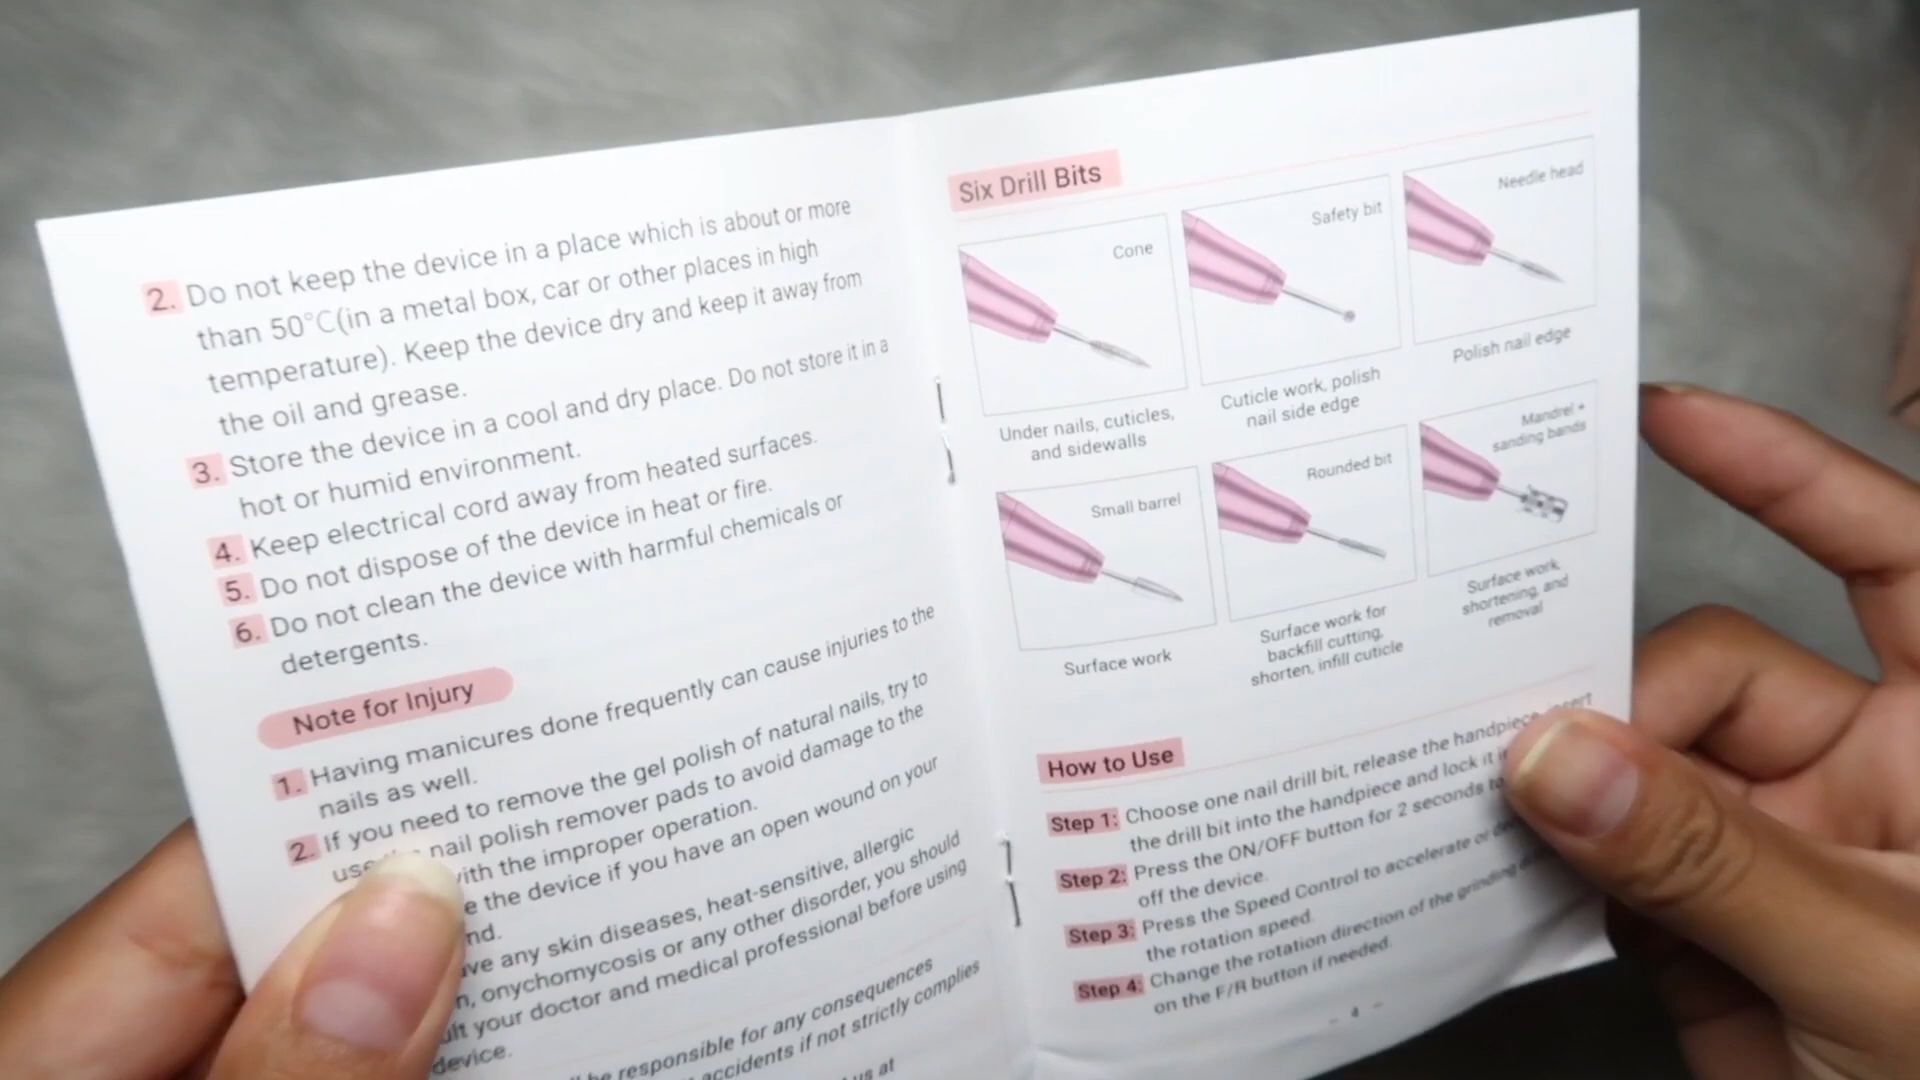 2. Do not keep the device in a place which is about or more
than 50°C(in a metal box, car or other places in high
temperature). Keep the device dry and keep it away from
the oil and grease.
3. Store the device in a cool and dry place. Do not store it in a
hot or humid environment.
4. Keep electrical cord away from heated surfaces.
5. Do not dispose of the device in heat or fire.
6. Do not clean the device with harmful chemicals or
detergents.
Note for Injury
1. Having manicures done frequently can cause injuries to the
nails as well.
2. If you need to remove the gel polish of natural nails, try to
use nail polish remover pads to avoid damage to the
with the improper operation.
the device if you have an open wound on your
any skin diseases, heat-sensitive, allergic
onychomycosis or any other disorder, you should
your doctor and medical professional before using
device.
be responsible for any consequences
accidents if not strictly complies
us at
Six Drill Bits
Cone
Under nails, cuticles,
and sidewalls
Safety bit
Cuticle work, polish
nail side edge
Needle head
Polish nail edge
Small barrel
Surface work
Rounded bit
Surface work for
backfill cutting,
shorten, infill cuticle
Mandrel +
sanding bands
Surface work,
shortening, and
removal
How to Use
Step 1: Choose one nail drill bit, release the handpiece, insert
the drill bit into the handpiece and lock it
Step 2: Press the ON/OFF button for 2 seconds to
off the device.
Step 3: Press the Speed Control to accelerate or
the rotation speed.
Step 4: Change the rotation direction of the grinding
on the F/R button if needed.
- 4 -